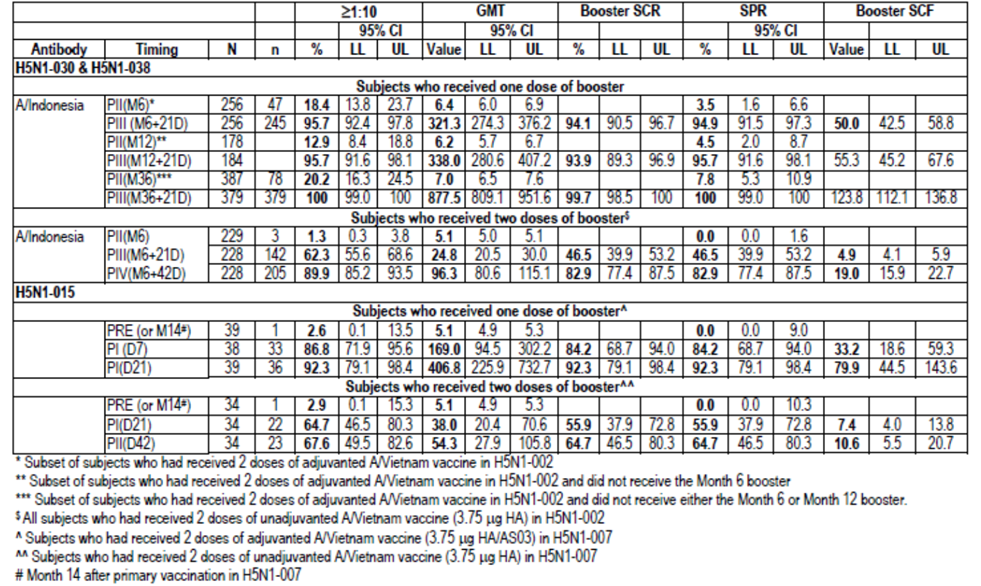 ≥1:10 GMT Booster SCR SPR Booster SCF
95% CI 95% CI 95% CI
Antibody Timing N n % LL UL Value LL UL % LL UL % LL UL Value LL UL
H5N1-030 & H5N1-038
Subjects who received one dose of booster
A/Indonesia PII(M6)* 256 47 18.4 13.8 23.7 6.4 6.0 6.9 3.5 1.6 6.6
PIII (M6+21D) 256 245 95.7 92.4 97.8 321.3 274.3 376.2 94.1 90.5 96.7 94.9 91.5 97.3 50.0 42.5 58.8
PII(M12)** 178 12.9 8.4 18.8 6.2 5.7 6.7 4.5 2.0 8.7
PIII(M12+21D) 184 95.7 91.6 98.1 338.0 280.6 407.2 93.9 89.3 96.9 95.7 91.6 98.1 55.3 45.2 67.6
PII(M36)*** 387 78 20.2 16.3 24.5 7.0 6.5 7.6 7.8 5.3 10.9
PIII(M36+21D) 379 379 100 99.0 100 877.5 809.1 951.6 99.7 98.5 100 100 99.0 100 123.8 112.1 136.8
Subjects who received two doses of booster$
A/Indonesia PII(M6) 229 3 1.3 0.3 3.8 5.1 5.0 5.1 0.0 0.0 1.6
PIII(M6+21D) 228 142 62.3 55.6 68.6 24.8 20.5 30.0 46.5 39.9 53.2 46.5 39.9 53.2 4.9 4.1 5.9
PIV(M6+42D) 228 205 89.9 85.2 93.5 96.3 80.6 115.1 82.9 77.4 87.5 82.9 77.4 87.5 19.0 15.9 22.7
H5N1-015
Subjects who received one dose of booster^
PRE (or M14#) 39 1 2.6 0.1 13.5 5.1 4.9 5.3 0.0 0.0 9.0
PI (D7) 38 33 86.8 71.9 95.6 169.0 94.5 302.2 84.2 68.7 94.0 84.2 68.7 94.0 33.2 18.6 59.3
PI(D21) 39 36 92.3 79.1 98.4 406.8 225.9 732.7 92.3 79.1 98.4 92.3 79.1 98.4 79.9 44.5 143.6
Subjects who received two doses of booster^^
PRE (or M14#) 34 1 2.9 0.1 15.3 5.1 4.9 5.3 0.0 0.0 10.3
PI(D21) 34 22 64.7 46.5 80.3 38.0 20.4 70.6 55.9 37.9 72.8 55.9 37.9 72.8 7.4 4.0 13.8
PII(D42) 34 23 67.6 49.5 82.6 54.3 27.9 105.8 64.7 46.5 80.3 64.7 46.5 80.3 10.6 5.5 20.7
* Subset of subjects who had received 2 doses of adjuvanted A/Vietnam vaccine in H5N1-002
** Subset of subjects who had received 2 doses of adjuvanted A/Vietnam vaccine in H5N1-002 and did not receive the Month 6 booster
*** Subset of subjects who had received 2 doses of adjuvanted A/Vietnam vaccine in H5N1-002 and did not receive either the Month 6 or Month 12 booster.
$ All subjects who had received 2 doses of unadjuvanted A/Vietnam vaccine (3.75 µg HA) in H5N1-002
^ Subjects who had received 2 doses of adjuvanted A/Vietnam vaccine (3.75 µg HA/AS03) in H5N1-007
^^ Subjects who had received 2 doses of unadjuvanted A/Vietnam vaccine (3.75 µg HA) in H5N1-007
# Month 14 after primary vaccination in H5N1-007